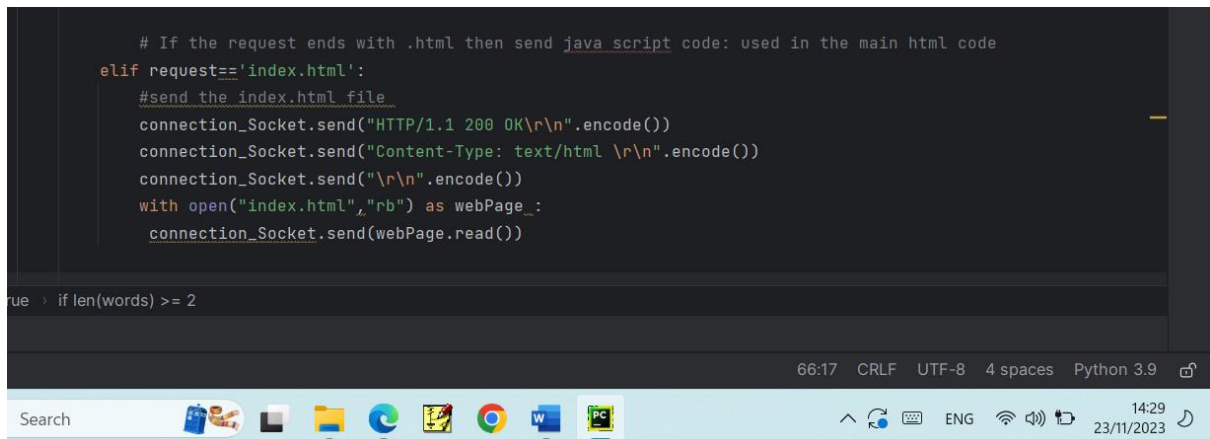 # If the request ends with .html then send java script code: used in the main html code
elif request=='index.html':
#send the index.html file
connection_Socket.send("HTTP/1.1 200 OK\r\n".encode())
connection_Socket.send("Content-Type: text/html \r\n".encode())
connection_Socket.send("\r\n".encode())
with open("index.html","rb") as webPage :
connection_Socket.send(webPage.read())
rue › if len(words) >= 2
66:17 CRLF UTF-8 4 spaces Python 3.9
Search W PC ENG 14:29
23/11/2023